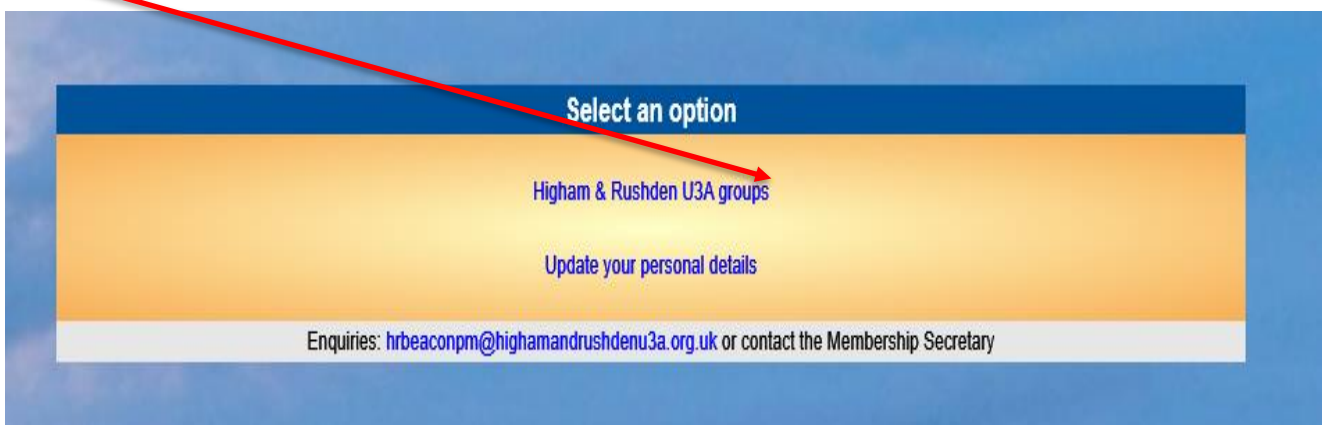 Select an option
Higham & Rushden U3A groups
Update your personal details
Enquiries: hrbeaconpm@highamandrushdenu3a.org.uk or contact the Membership Secretary